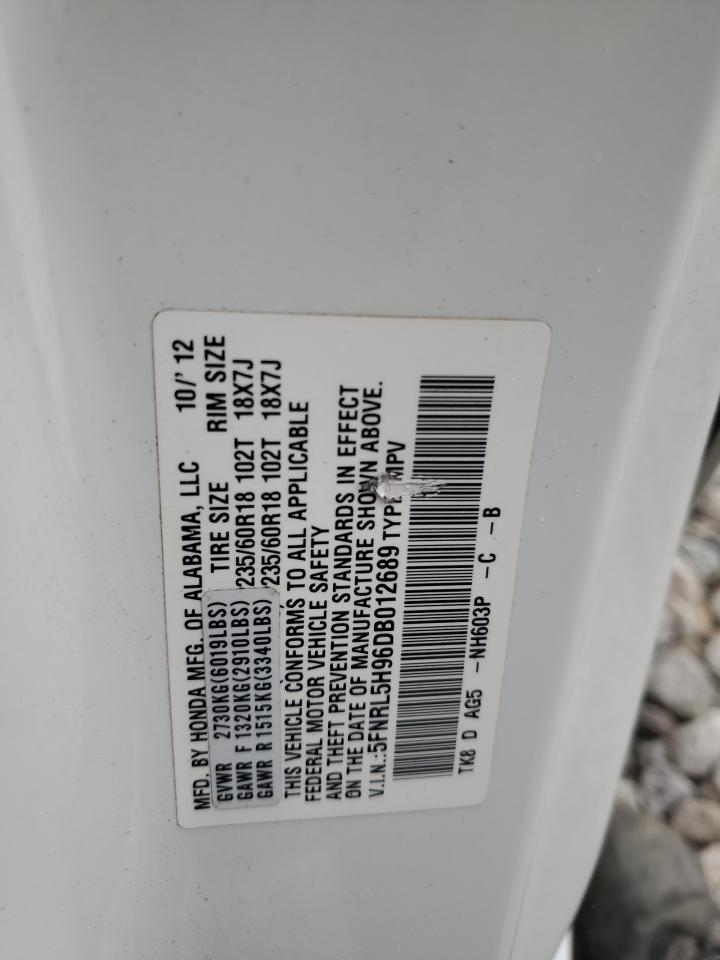 MFD. BY HONDA MFG. OF ALABAMA, LLC 10/'12
GVWR 2730KG(6019LBS) TIRE SIZE RIM SIZE
GAWR F 1320KG(2910LBS) 235/60R18 102T 18X7J
GAWR R 1515KG(3340LBS) 235/60R18 102T 18X7J
THIS VEHICLE CONFORMS TO ALL APPLICABLE
FEDERAL MOTOR VEHICLE SAFETY
AND THEFT PREVENTION STANDARDS IN EFFECT
ON THE DATE OF MANUFACTURE SHOWN ABOVE.
V.I.N.:5FNRL5H96DB012689 TYPE:MPV
TK8 D AG5 -NH603P -C -B